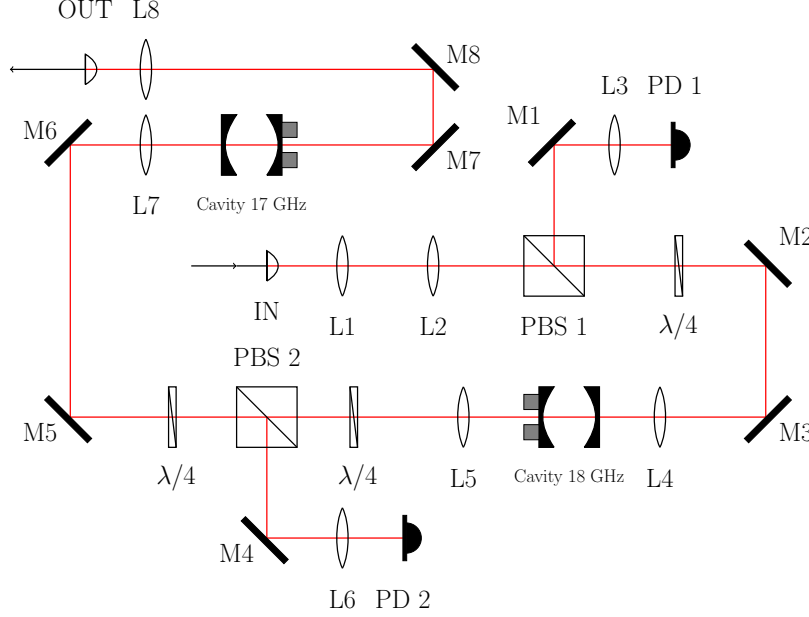 OUT L8
M8
L3 PD 1
M1
M6
M7
L7
Cavity 17 GHz
M2
IN
L1
L2
PBS 1
λ/4
PBS 2
M5
M3
λ/4
λ/4
L5
Cavity 18 GHz
L4
M4
L6 PD 2